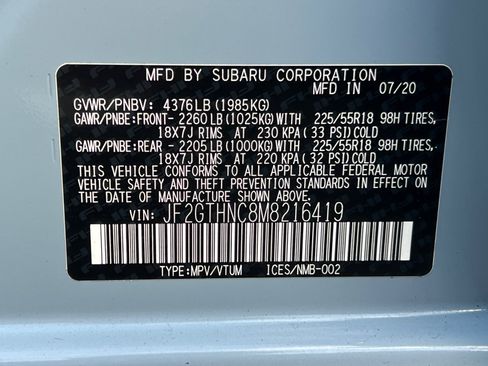 MFD BY SUBARU CORPORATION
MFD IN 07/20
GVWR/PNBV: 4376LB(1985KG)
GAWR/PNBE:FRONT- 2260LB(1025KG)WITH 225/55R18 98H TIRES,
18X7J RIMS AT 230 KPA(33 PSI)COLD
GAWR/PNBE:REAR - 2205LB(1000KG)WITH 225/55R18 98H TIRES,
18X7J RIMS AT 220 KPA(32 PSI)COLD
THIS VEHICLE CONFORMS TO ALL APPLICABLE FEDERAL MOTOR
VEHICLE SAFETY AND THEFT PREVENTION STANDARDS IN EFFECT
ON THE DATE OF MANUFACTURE SHOWN ABOVE.
VIN: JF2GTHNC8M8216419
TYPE:MPV/VTUM ICES/NMB-002